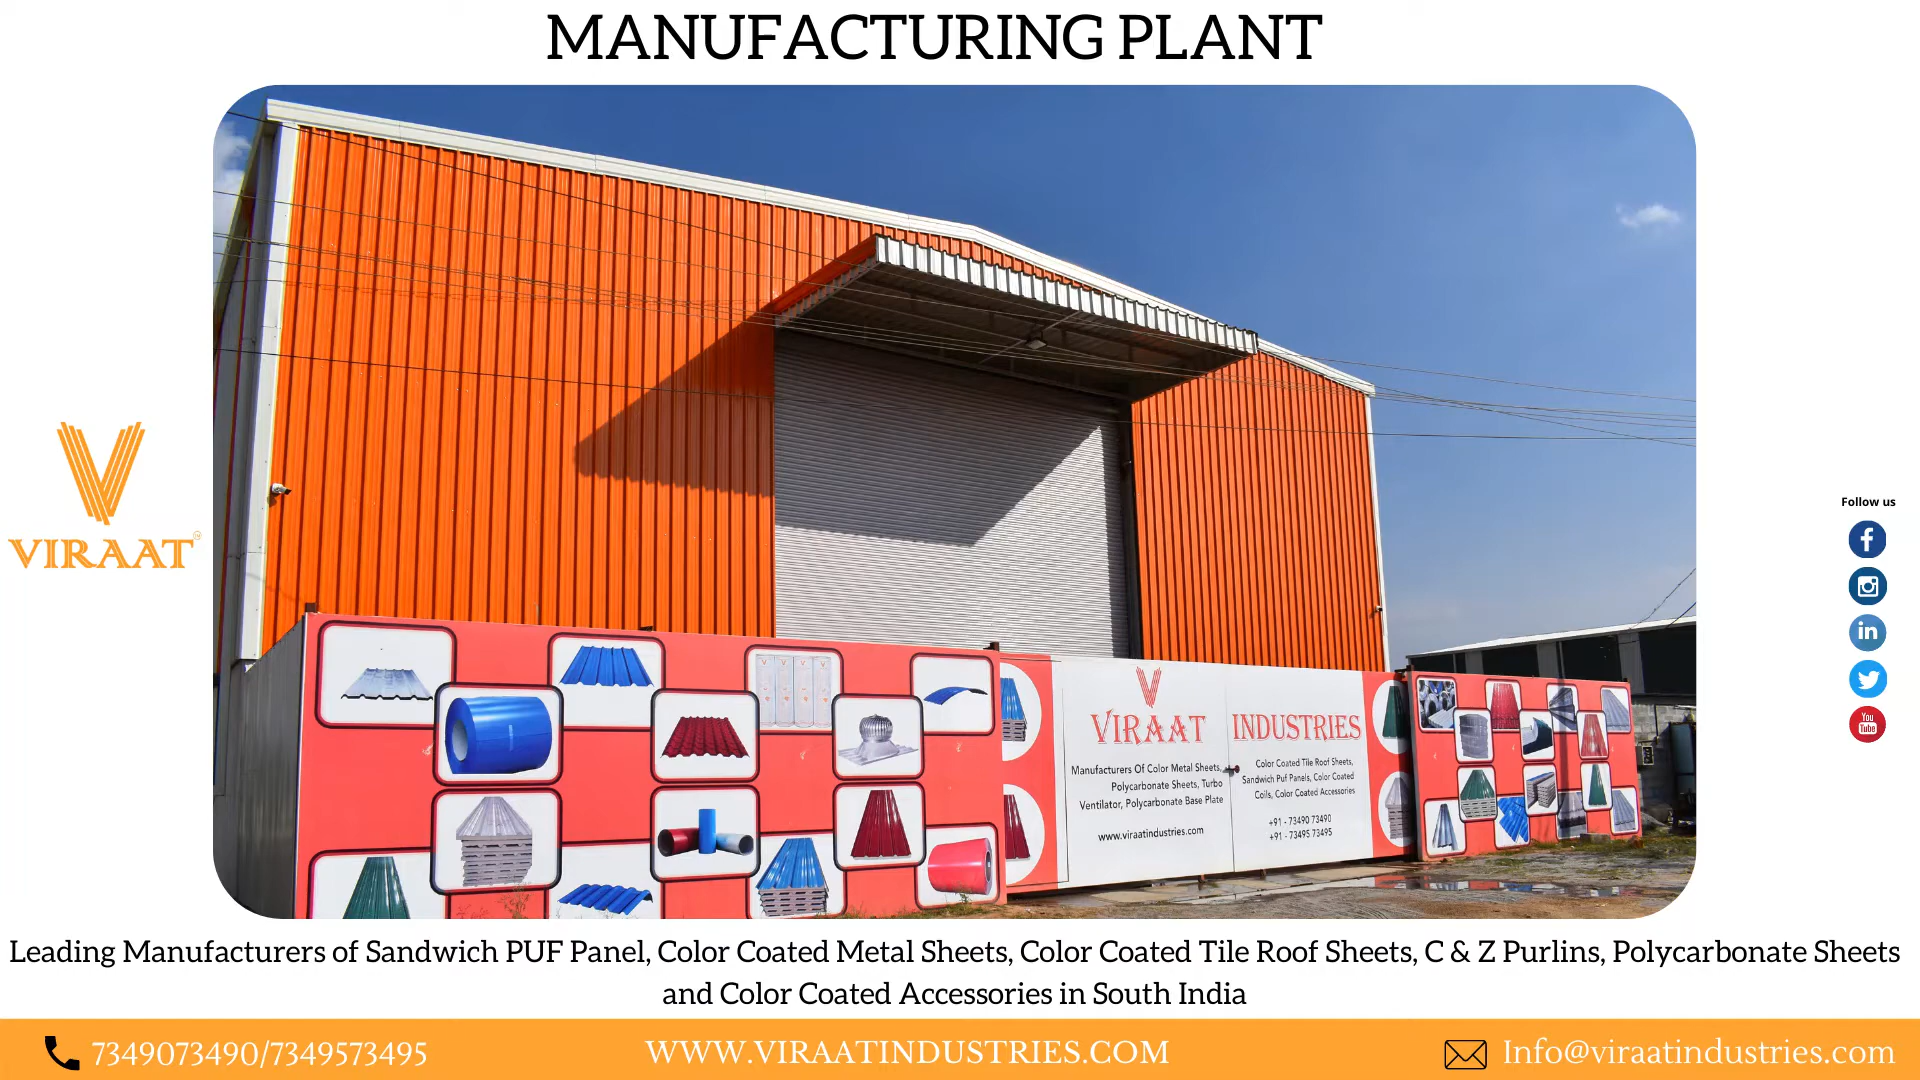 MANUFACTURING PLANT
VIRAAT
Follow us
You
Tube
VIRAAT INDUSTRIES
Manufacturers Of Color Metal Sheets,
Polycarbonate Sheets, Turbo
Ventilator, Polycarbonate Base Plate
www.viraatindustries.com
Color Coated Tile Roof Sheets,
Sandwich Puf Panels, Color Coated
Coils, Color Coated Accessories
+91 - 73490 73490
+91 - 73495 73495
Leading Manufacturers of Sandwich PUF Panel, Color Coated Metal Sheets, Color Coated Tile Roof Sheets, C & Z Purlins, Polycarbonate Sheets
and Color Coated Accessories in South India
7349073490/7349573495
WWW.VIRAATINDUSTRIES.COM
Info@viraatindustries.com